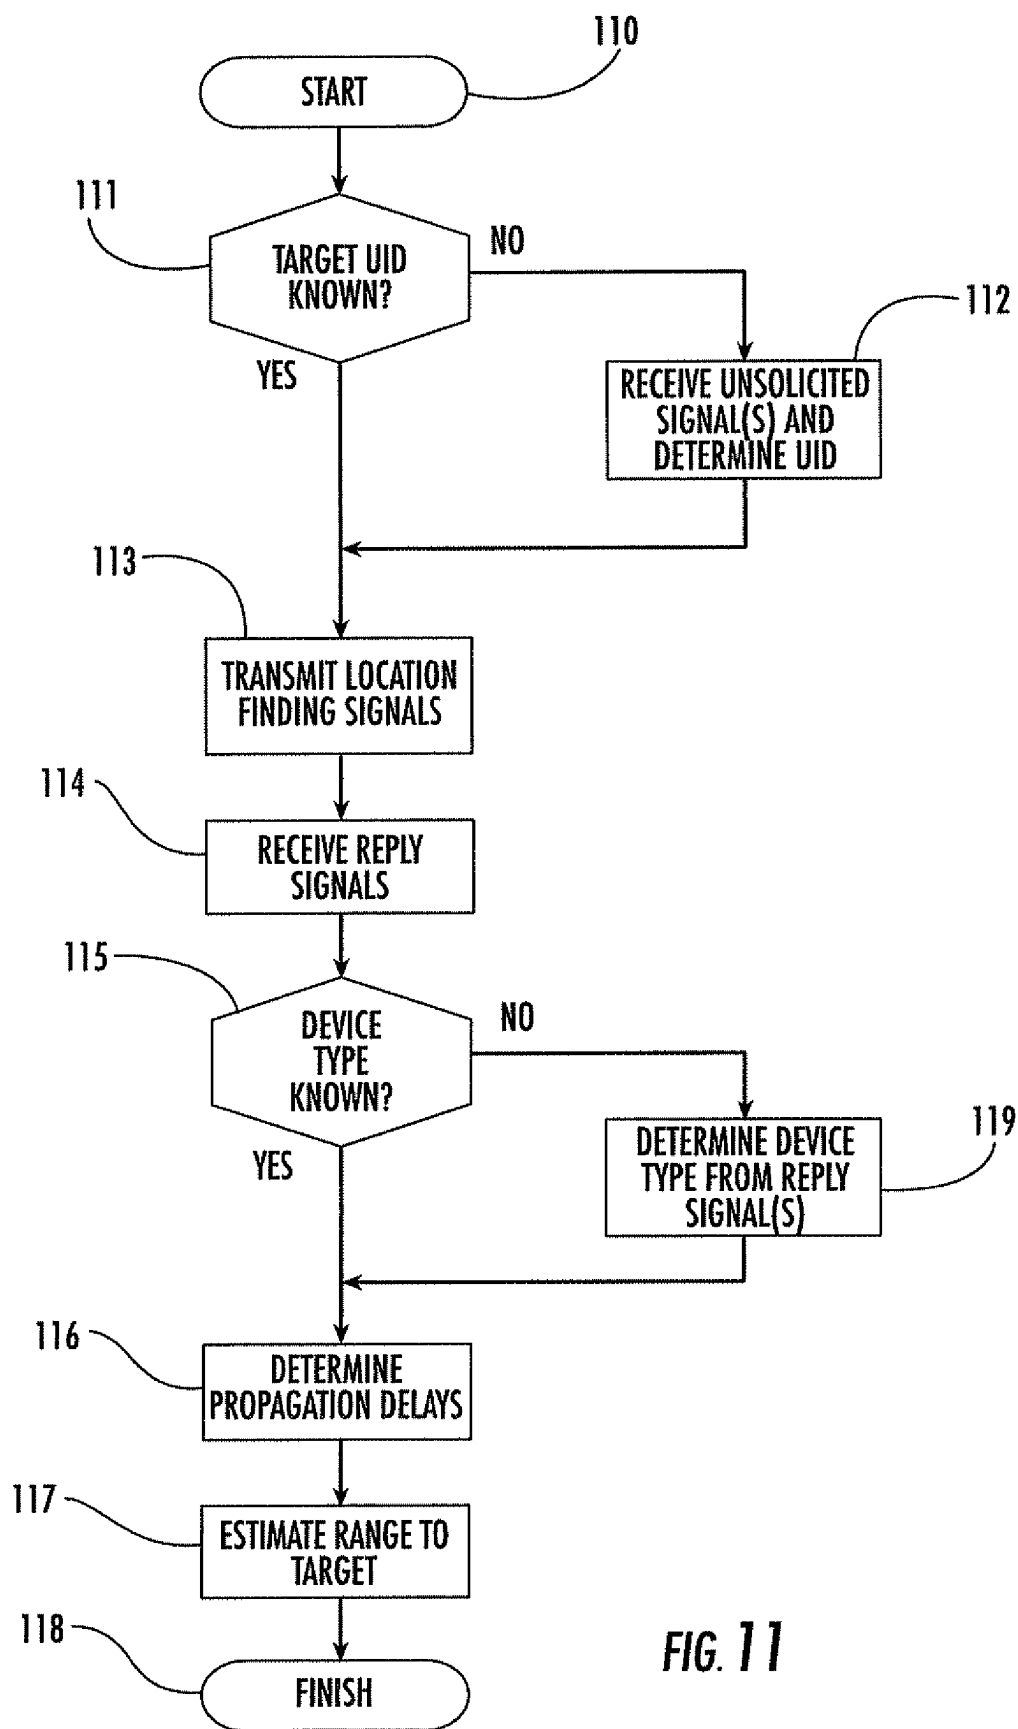 110
START
111
TARGET UID
KNOWN?
NO
YES
112
RECEIVE UNSOLICITED
SIGNAL(S) AND
DETERMINE UID
113
TRANSMIT LOCATION
FINDING SIGNALS
114
RECEIVE REPLY
SIGNALS
115
DEVICE
TYPE
KNOWN?
NO
YES
119
DETERMINE DEVICE
TYPE FROM REPLY
SIGNAL(S)
116
DETERMINE
PROPAGATION DELAYS
117
ESTIMATE RANGE TO
TARGET
118
FINISH
FIG. 11